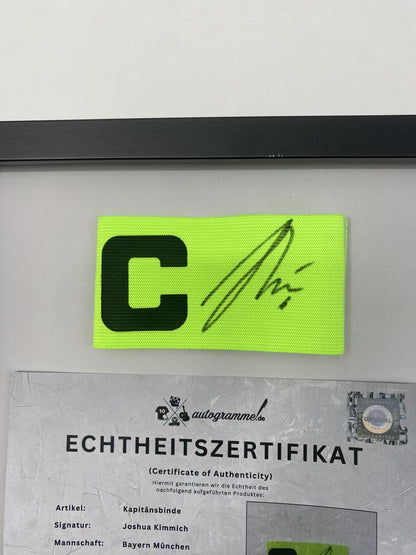 C
10
autogramme.de
ECHTHEITSZERTIFIKAT
(Certificate of Authenticity)
Hiermit garantieren wir die Echtheit des
nachfolgend aufgeführten Produktes:
Artikel: Kapitänsbinde
Signatur: Joshua Kimmich
Mannschaft: Bayern München